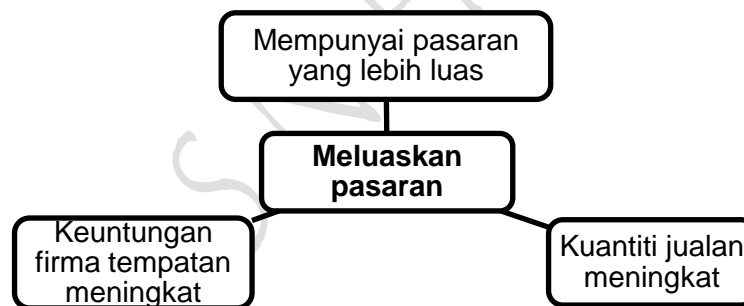 Mempunyai pasaran
yang lebih luas
Meluaskan
pasaran
Keuntungan
firma tempatan
meningkat
Kuantiti jualan
meningkat